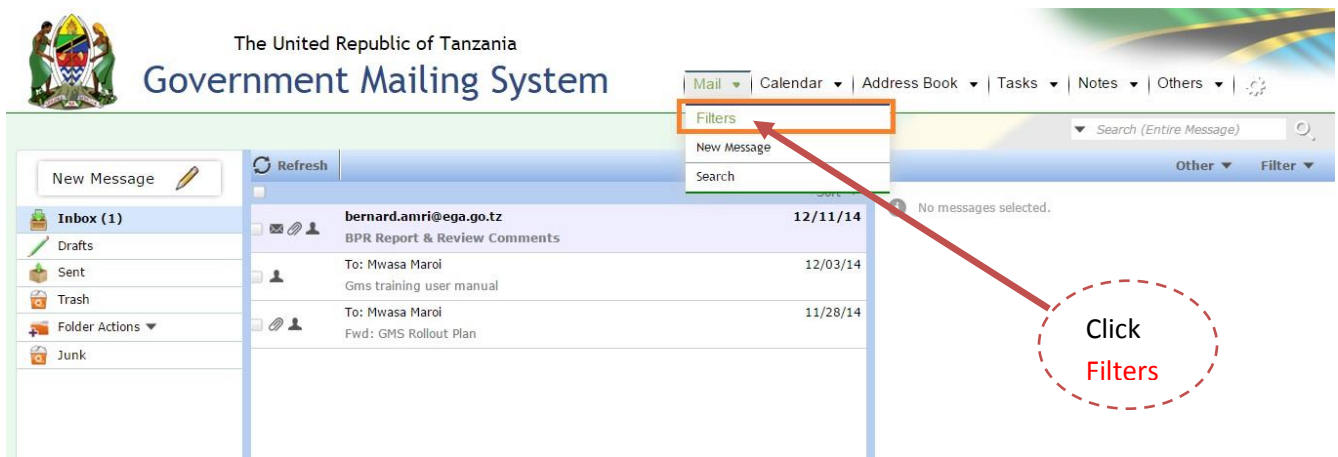 The United Republic of Tanzania
Government Mailing System
Mail Calendar Address Book Tasks Notes Others
Filters
New Message
Search
Search (Entire Message)
New Message
Refresh
Other Filter
Inbox (1)
Drafts
Sent
Trash
Folder Actions
Junk
bernard.amri@ega.go.tz 12/11/14
BPR Report & Review Comments
To: Mwasa Maroi 12/03/14
Gms training user manual
To: Mwasa Maroi 11/28/14
Fwd: GMS Rollout Plan
No messages selected.
Click
Filters